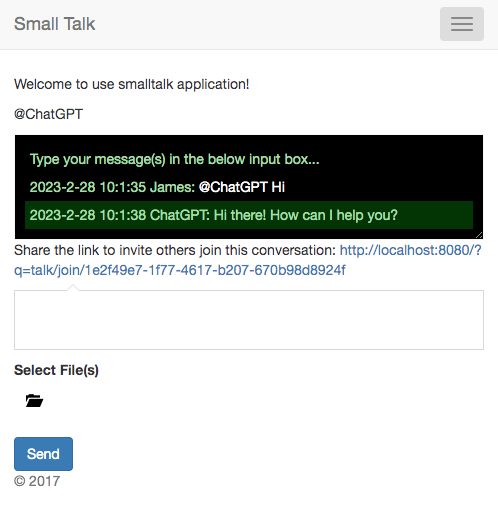 Small Talk
Welcome to use smalltalk application!
@ChatGPT
Type your message(s) in the below input box...
2023-2-28 10:1:35 James: @ChatGPT Hi
2023-2-28 10:1:38 ChatGPT: Hi there! How can I help you?
Share the link to invite others join this conversation: http://localhost:8080/?
q=talk/join/1e2f49e7-1f77-4617-b207-670b98d8924f
Select File(s)
Send
© 2017